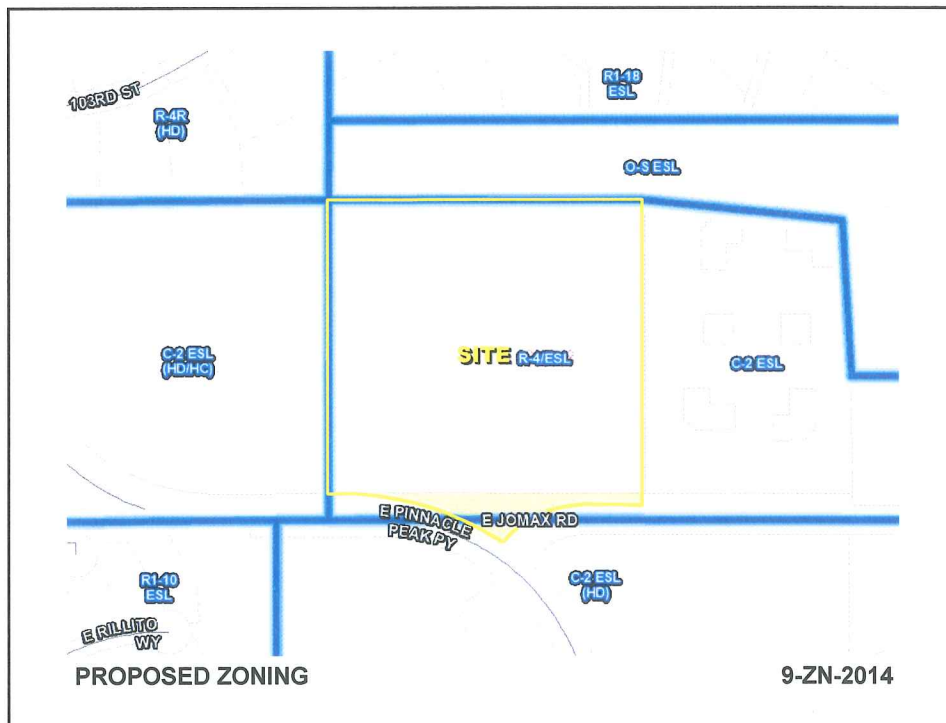 103RD ST
R-4R
(HD)
R1-18
ESL
O-S ESL
C-2 ESL
(HD/HC)
SITE R-4/ESL
C-2 ESL
E PINNACLE
PEAK PY
E JOMAX RD
R1-10
ESL
C-2 ESL
(HD)
E RILLITO
WY
PROPOSED ZONING
9-ZN-2014